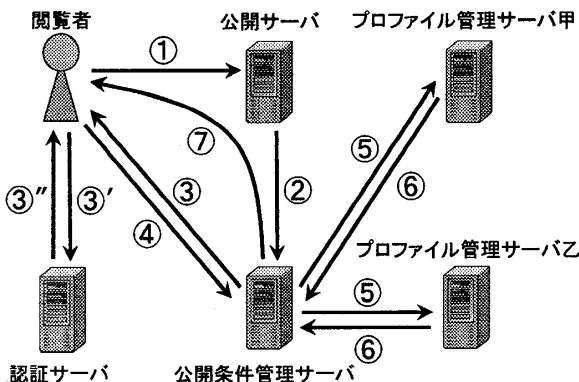 閲覧者
公開サーバ
プロファイル管理サーバ甲
①
⑦
⑤
③″
③′
③
②
⑥
④
プロファイル管理サーバ乙
⑤
⑥
認証サーバ
公開条件管理サーバ